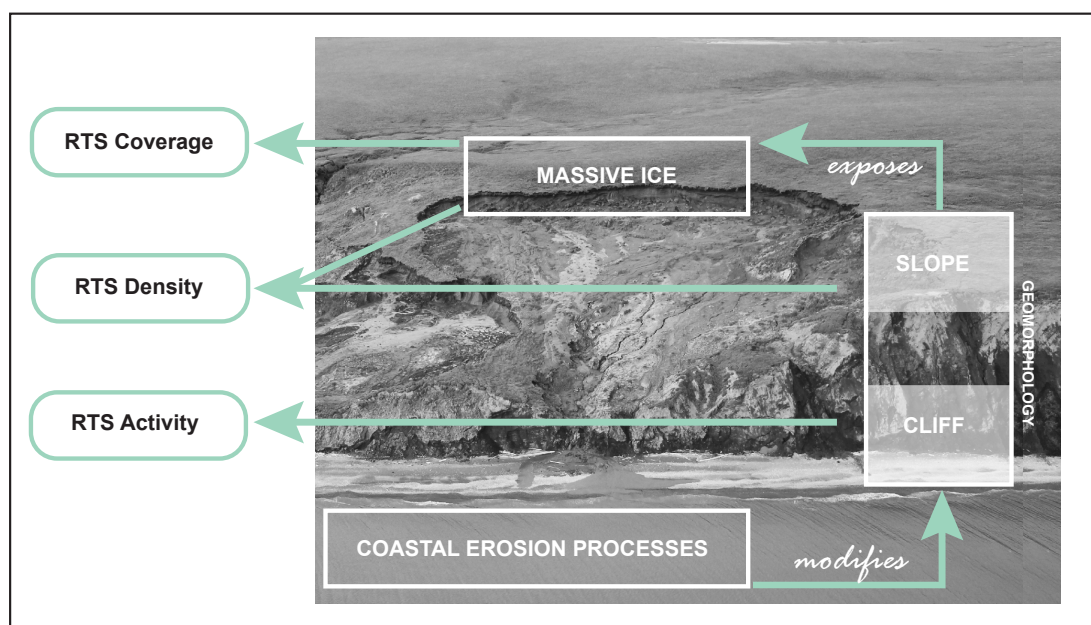 RTS Coverage
MASSIVE ICE
exposes
RTS Density
SLOPE
GEOMORPHOLOGY
RTS Activity
CLIFF
COASTAL EROSION PROCESSES
modifies